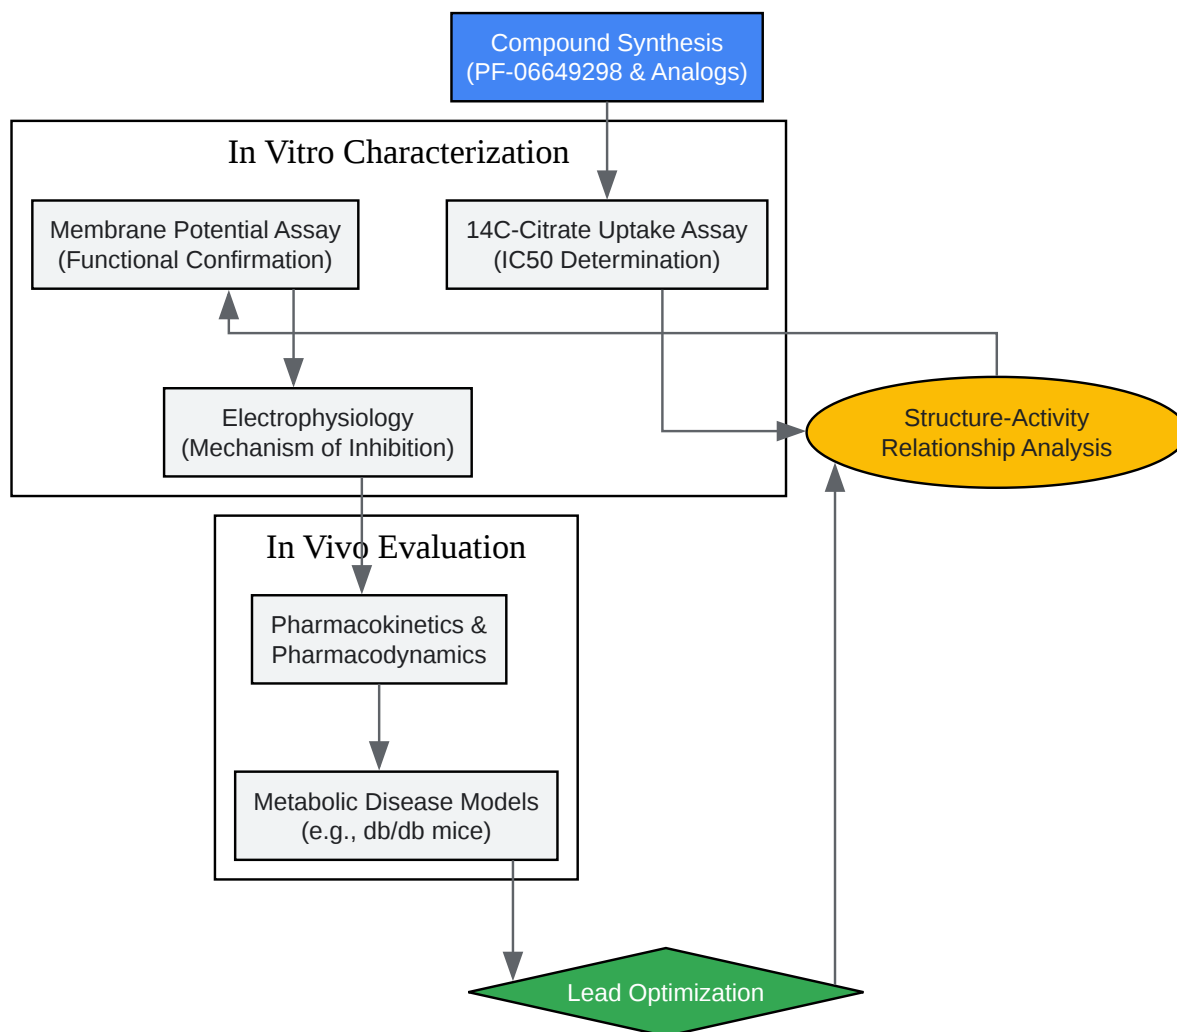 Compound Synthesis
(PF-06649298 & Analogs)
In Vitro Characterization
Membrane Potential Assay
(Functional Confirmation)
14C-Citrate Uptake Assay
(IC50 Determination)
Electrophysiology
(Mechanism of Inhibition)
Structure-Activity
Relationship Analysis
In Vivo Evaluation
Pharmacokinetics &
Pharmacodynamics
Metabolic Disease Models
(e.g., db/db mice)
Lead Optimization